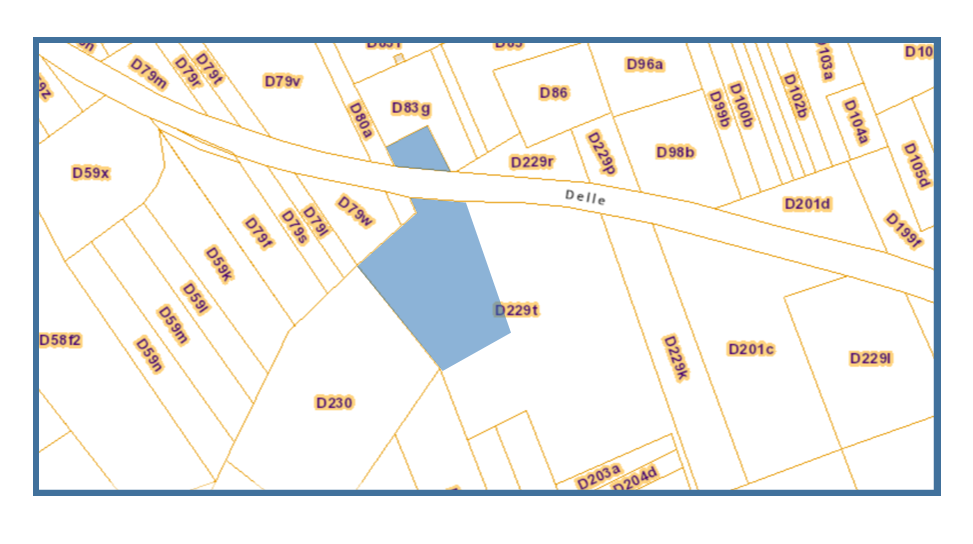 D79m
D79r
D79t
D79v
D80a
D83g
D86
D96a
D99b
D100b
D102b
D103a
D104a
D105d
D59x
D229r
D229p
D98b
D201d
D199f
Delle
D79w
D79l
D79s
D79f
D59k
D59l
D59m
D59n
D58f2
D229t
D229k
D201c
D229l
D230
D203a
D204d